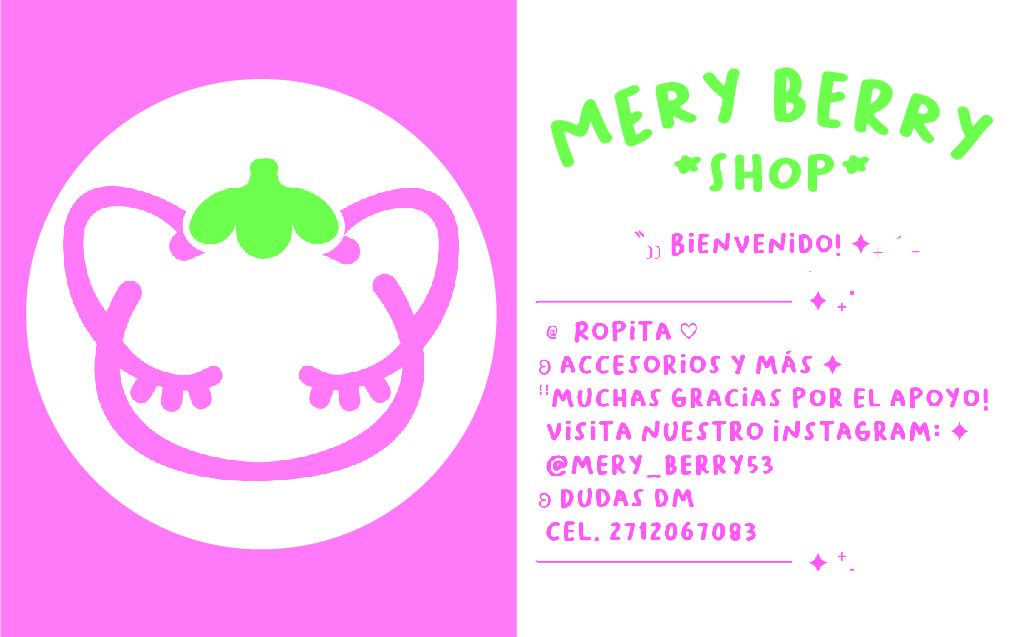 MERY BERRY
*SHOP*
BiENVENiDO! ✦
@ ROPiTA ♡
ʚ ACCESORiOS Y MÁS ✦
"MUCHAS GRACiAS POR EL APOYO!
ViSiTA NUESTRO iNSTAGRAM: ✦
@MERY_BERRY53
ʚ DUDAS DM
CEL. 2712067083